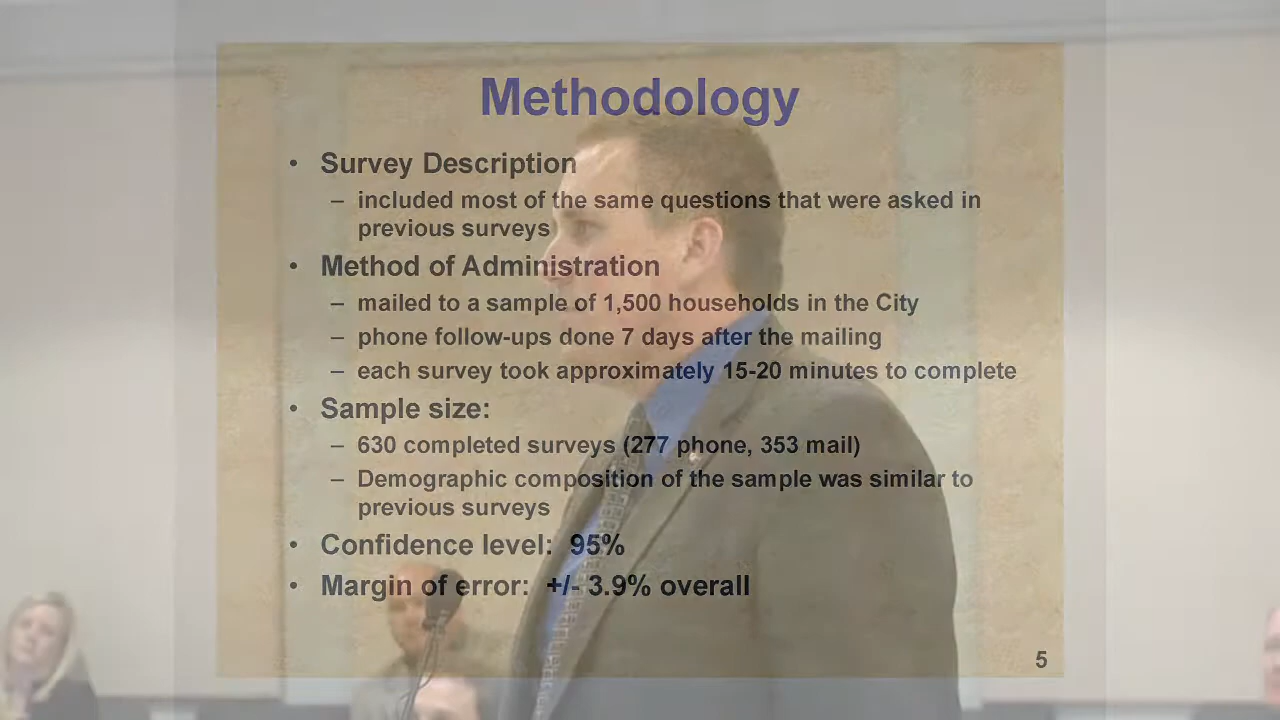 Methodology
• Survey Description
– included most of the same questions that were asked in
previous surveys
• Method of Administration
– mailed to a sample of 1,500 households in the City
– phone follow-ups done 7 days after the mailing
– each survey took approximately 15-20 minutes to complete
• Sample size:
– 630 completed surveys (277 phone, 353 mail)
– Demographic composition of the sample was similar to
previous surveys
• Confidence level: 95%
• Margin of error: +/- 3.9% overall
5